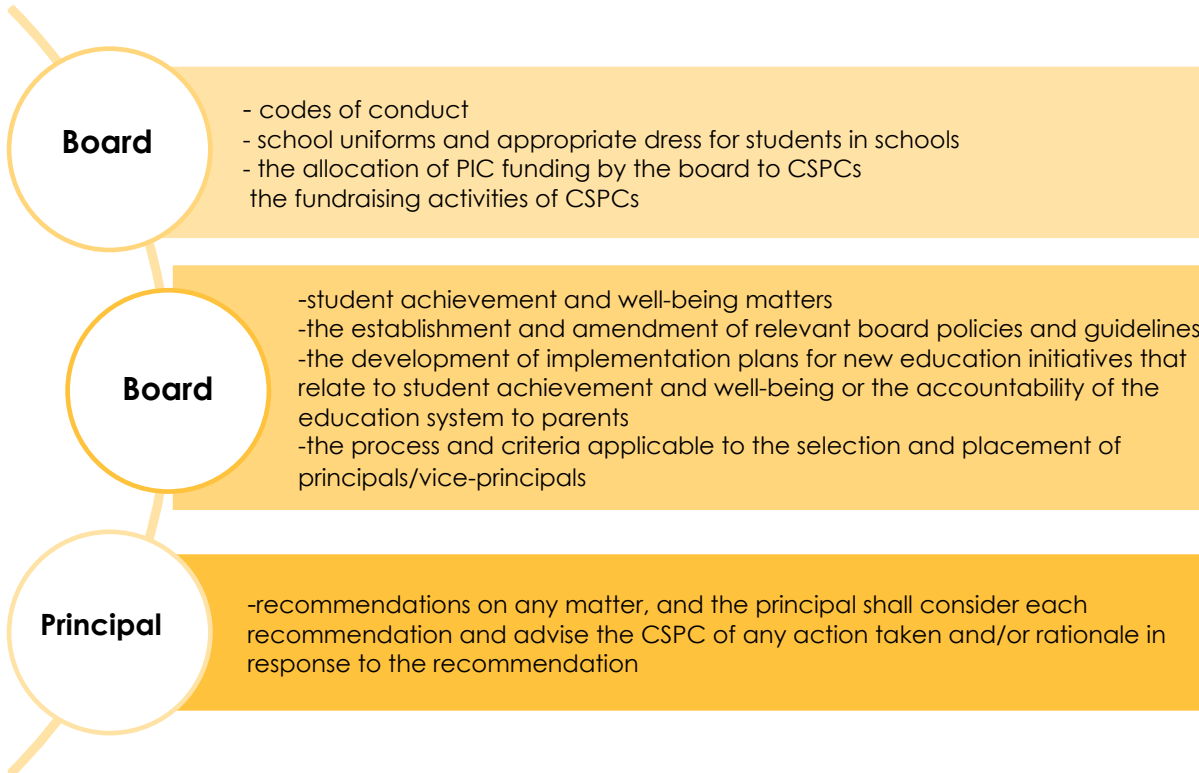 Board
- codes of conduct
- school uniforms and appropriate dress for students in schools
- the allocation of PIC funding by the board to CSPCs
the fundraising activities of CSPCs
Board
-student achievement and well-being matters
-the establishment and amendment of relevant board policies and guidelines
-the development of implementation plans for new education initiatives that
relate to student achievement and well-being or the accountability of the
education system to parents
-the process and criteria applicable to the selection and placement of
principals/vice-principals
Principal
-recommendations on any matter, and the principal shall consider each
recommendation and advise the CSPC of any action taken and/or rationale in
response to the recommendation